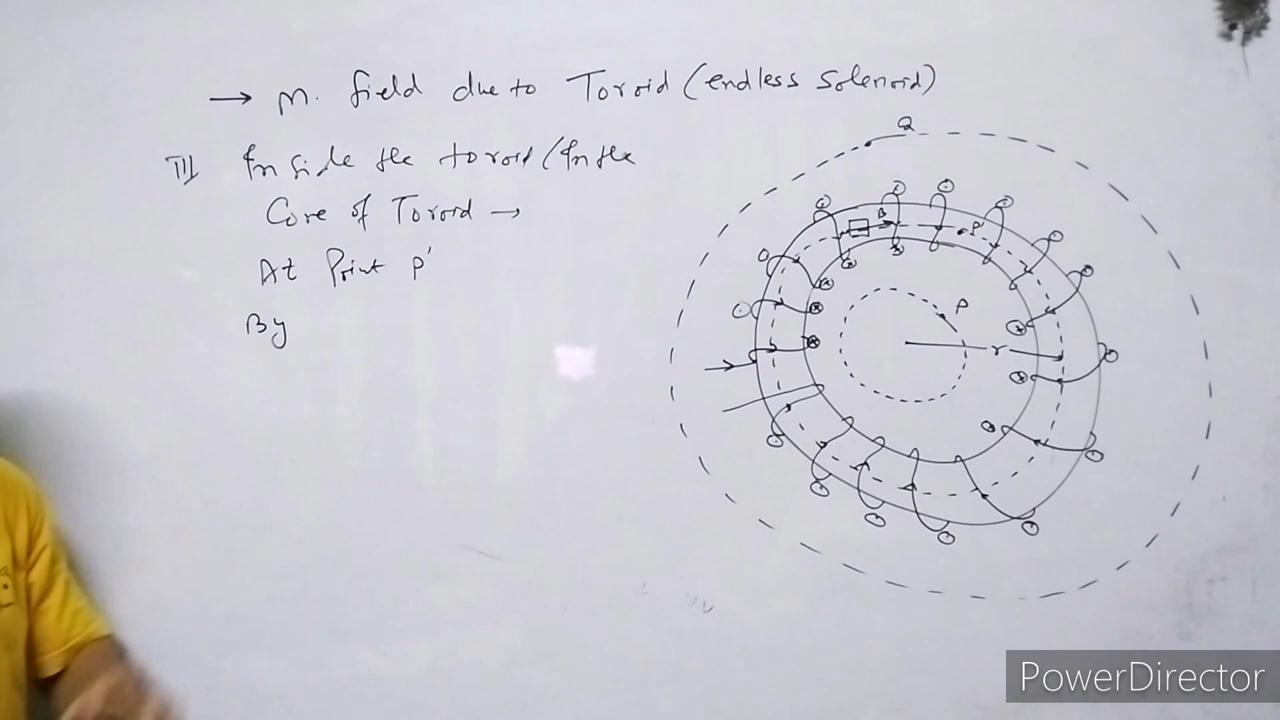 → M. field due to Toroid (endless Solenoid)
III Inside the toroid (In the
Core of Toroid →
At Point P'
By
Q
B
P'
P
r
PowerDirector